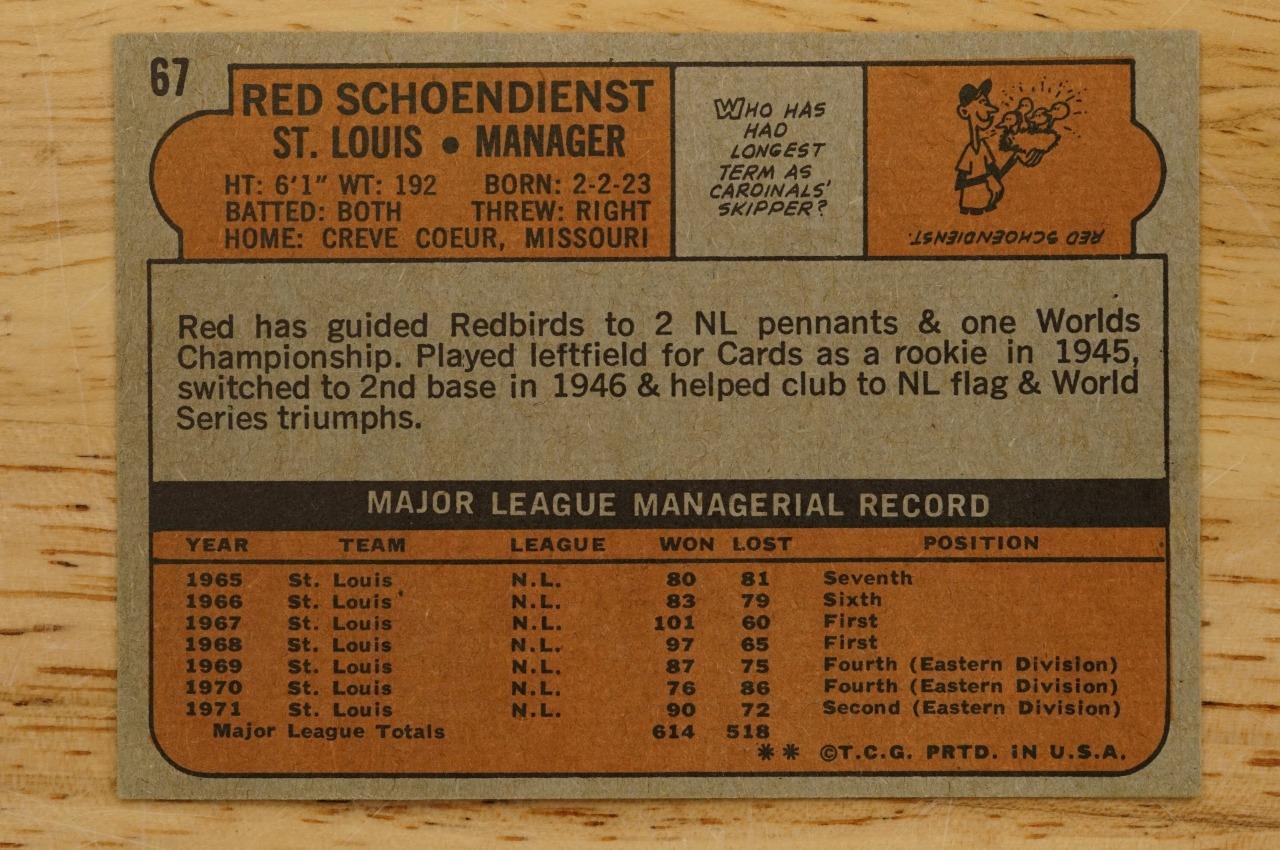 67
RED SCHOENDIENST
ST. LOUIS • MANAGER
HT: 6'1" WT: 192 BORN: 2-2-23
BATTED: BOTH THREW: RIGHT
HOME: CREVE COEUR, MISSOURI
WHO HAS
HAD
LONGEST
TERM AS
CARDINALS'
SKIPPER?
RED SCHOENDIENST.
Red has guided Redbirds to 2 NL pennants & one Worlds
Championship. Played leftfield for Cards as a rookie in 1945,
switched to 2nd base in 1946 & helped club to NL flag & World
Series triumphs.
MAJOR LEAGUE MANAGERIAL RECORD
YEAR TEAM LEAGUE WON LOST POSITION
1965 St. Louis N.L. 80 81 Seventh
1966 St. Louis N.L. 83 79 Sixth
1967 St. Louis N.L. 101 60 First
1968 St. Louis N.L. 97 65 First
1969 St. Louis N.L. 87 75 Fourth (Eastern Division)
1970 St. Louis N.L. 76 86 Fourth (Eastern Division)
1971 St. Louis N.L. 90 72 Second (Eastern Division)
Major League Totals 614 518
** ©T.C.G. PRTD. IN U.S.A.